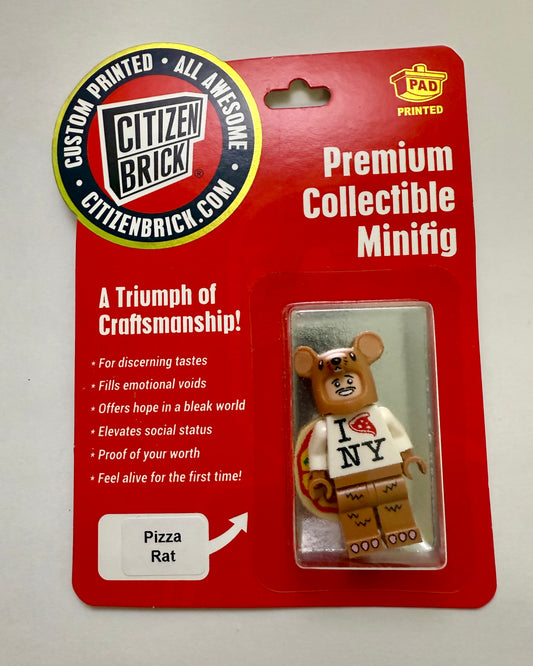 CUSTOM PRINTED • ALL AWESOME
• CITIZENBRICK.COM •
CITIZEN
BRICK
®
PAD
PRINTED
Premium
Collectible
Minifig
A Triumph of
Craftsmanship!
* For discerning tastes
* Fills emotional voids
* Offers hope in a bleak world
* Elevates social status
* Proof of your worth
* Feel alive for the first time!
I
NY
Pizza
Rat